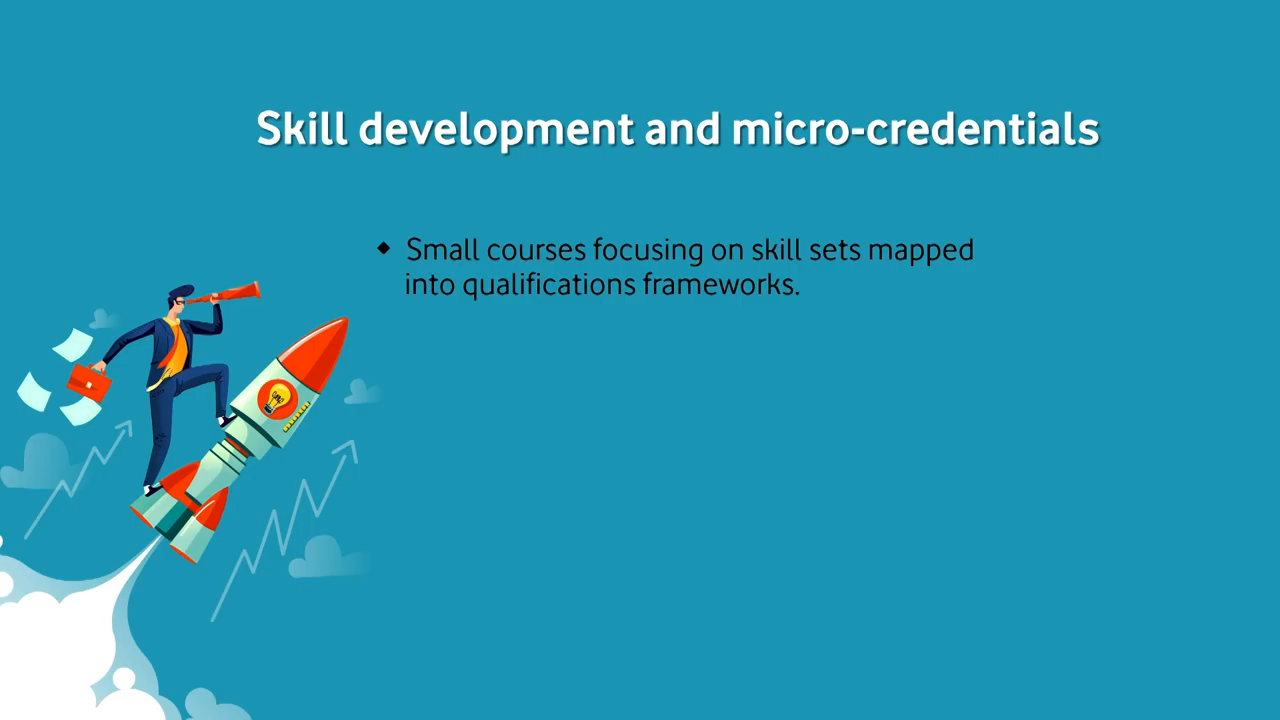 Skill development and micro-credentials
◆ Small courses focusing on skill sets mapped
into qualifications frameworks.